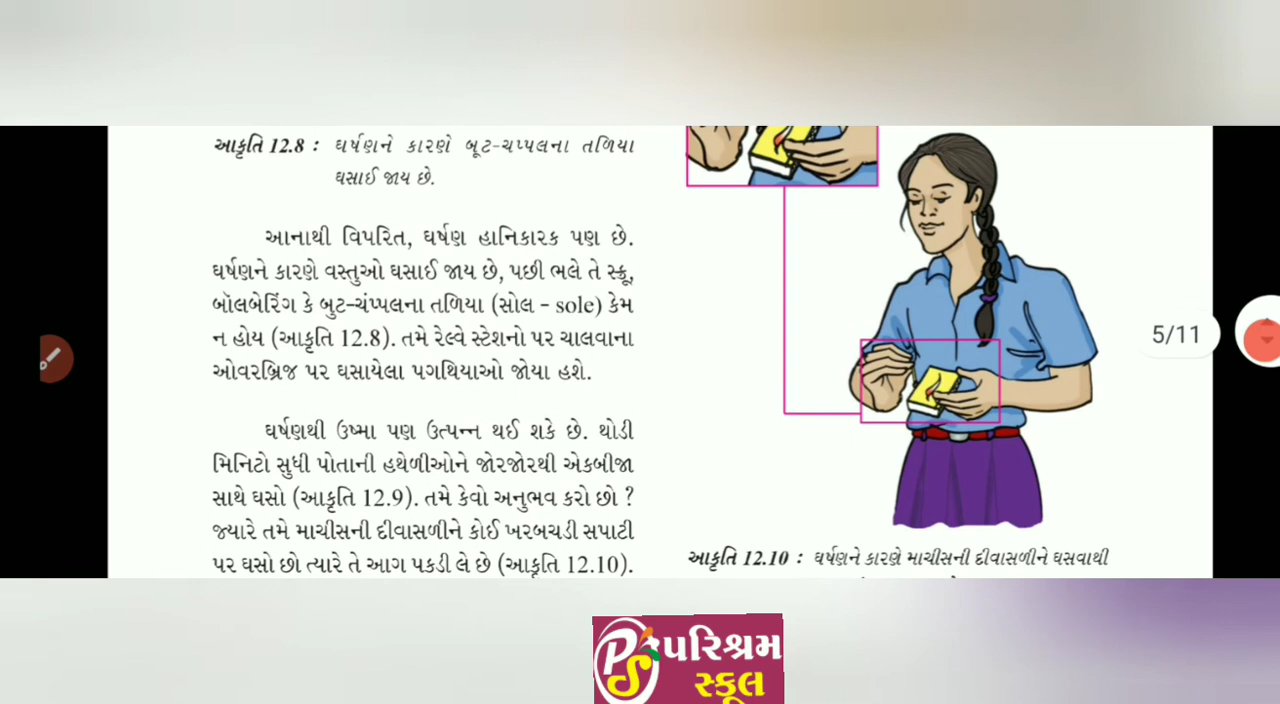 આકૃતિ 12.8 : ઘર્ષણને કારણે બૂટ-ચપ્પલના તળિયા
ઘસાઈ જાય છે.
આનાથી વિપરિત, ઘર્ષણ હાનિકારક પણ છે.
ઘર્ષણને કારણે વસ્તુઓ ઘસાઈ જાય છે, પછી ભલે તે સ્ક્રૂ,
બૉલબેરિંગ કે બુટ-ચંપ્પલના તળિયા (સોલ - sole) કેમ
ન હોય (આકૃતિ 12.8). તમે રેલ્વે સ્ટેશનો પર ચાલવાના
ઓવરબ્રિજ પર ઘસાયેલા પગથિયાઓ જોયા હશે.
ઘર્ષણથી ઉષ્મા પણ ઉત્પન્ન થઈ શકે છે. થોડી
મિનિટો સુધી પોતાની હથેળીઓને જોરજોરથી એકબીજા
સાથે ઘસો (આકૃતિ 12.9). તમે કેવો અનુભવ કરો છો ?
જ્યારે તમે માચીસની દીવાસળીને કોઈ ખરબચડી સપાટી
પર ઘસો છો ત્યારે તે આગ પકડી લે છે (આકૃતિ 12.10).
આકૃતિ 12.10 : ઘર્ષણને કારણે માચીસની દીવાસળીને ઘસવાથી
5/11
PS પરિશ્રમ
સ્કૂલ